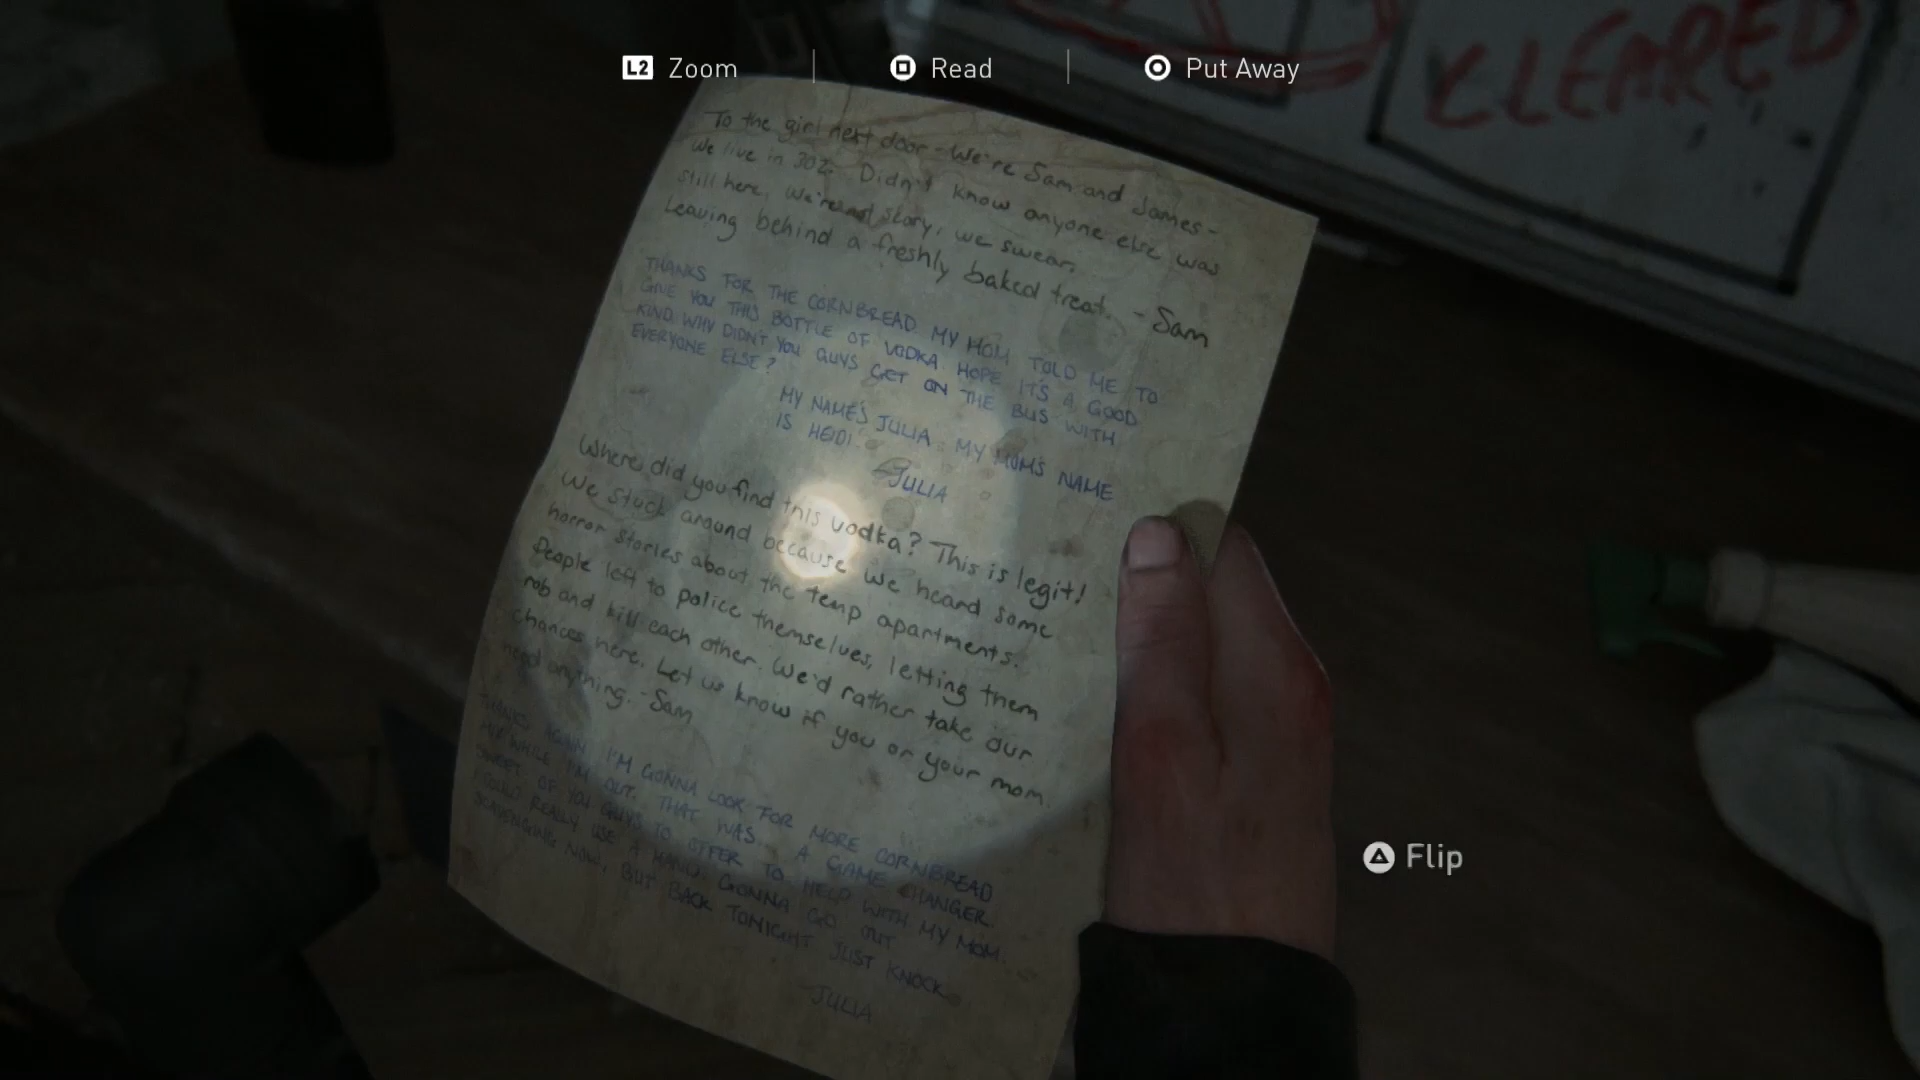 L2 Zoom
Read
Put Away
CLEARED
To the girl next door - We're Sam and James -
We live in 302. Didn't know anyone else was
still here. We're not scary, we swear.
Leaving behind a freshly baked treat. - Sam
THANKS FOR THE CORNBREAD. MY MOM TOLD ME TO
GIVE YOU THIS BOTTLE OF VODKA. HOPE IT'S A GOOD
KIND. WHY DIDN'T YOU GUYS GET ON THE BUS WITH
EVERYONE ELSE?
MY NAME'S JULIA. MY MOM'S NAME
IS HEIDI.
JULIA
Where did you find this vodka? This is legit!
We stuck around because we heard some
horror stories about the temp apartments.
People left to police themselves, letting them
rob and kill each other. We'd rather take our
chances here. Let us know if you or your mom
need anything. - Sam
THANKS AGAIN. I'M GONNA LOOK FOR MORE CORNBREAD
MIX WHILE I'M OUT. THAT WAS... A GAME CHANGER.
SWEET OF YOU GUYS TO OFFER TO HELP WITH MY MOM.
I COULD REALLY USE A HAND. GONNA GO OUT
SCAVENGING NOW, BUT BACK TONIGHT. JUST KNOCK.
JULIA
Flip